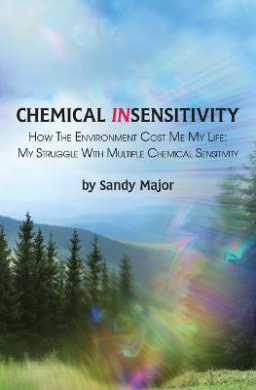 CHEMICAL INSENSITIVITY
HOW THE ENVIRONMENT COST ME MY LIFE:
MY STRUGGLE WITH MULTIPLE CHEMICAL SENSITIVITY
by Sandy Major